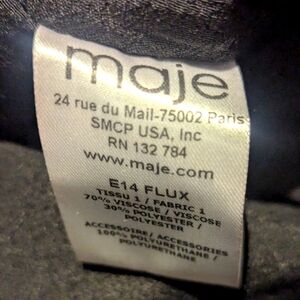 maje
24 rue du Mail-75002 Paris
SMCP USA, Inc
RN 132 784
www.maje.com
E14 FLUX
TISSU 1 / FABRIC 1
70% VISCOSE / VISCOSE
30% POLYESTER /
POLYESTER
ACCESSOIRE / ACCESSORIES
100% POLYURETHANE /
POLYURETHANE